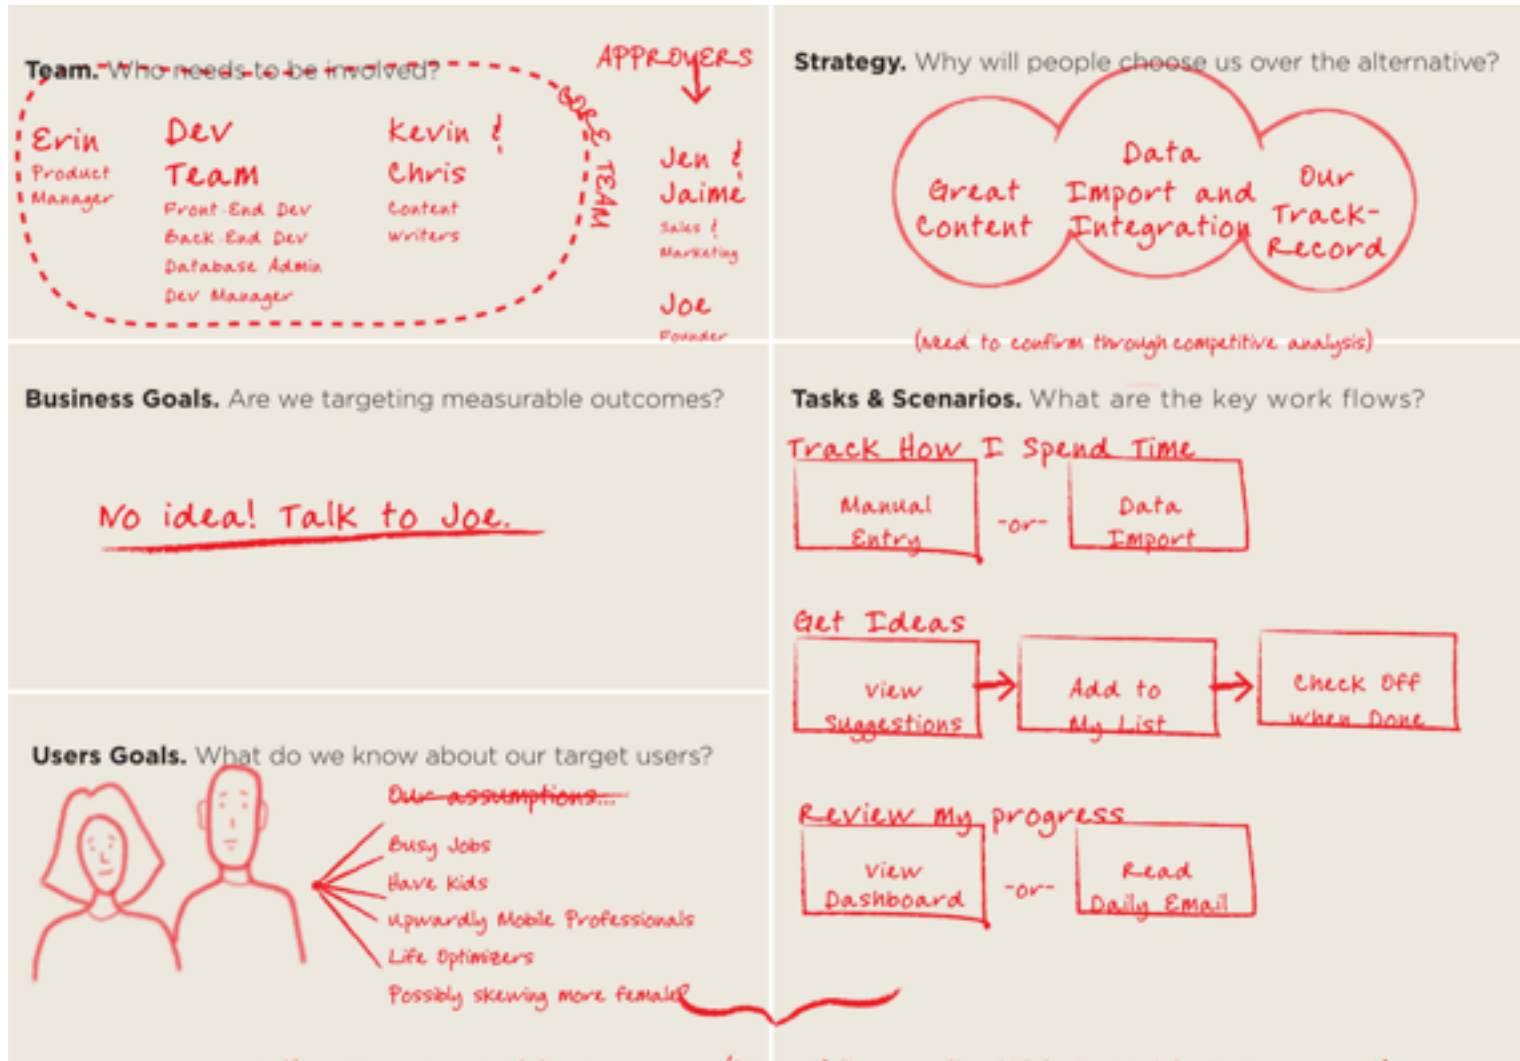 Team. Who needs to be involved?
APPROVERS
CORE TEAM
Erin
Product
Manager
Dev
Team
Front-End Dev
Back-End Dev
Database Admin
Dev Manager
Kevin &
Chris
Content
Writers
Jen &
Jaime
Sales &
Marketing
Joe
Founder
Strategy. Why will people choose us over the alternative?
Great
Content
Data
Import and
Integration
Our
Track-
Record
(Need to confirm through competitive analysis)
Business Goals. Are we targeting measurable outcomes?
No idea! Talk to Joe.
Tasks & Scenarios. What are the key work flows?
Track How I Spend Time
Manual
Entry
-or-
Data
Import
Get Ideas
View
Suggestions
Add to
My List
Check Off
when Done
Review my progress
View
Dashboard
-or-
Read
Daily Email
Users Goals. What do we know about our target users?
Our assumptions...
Busy Jobs
Have Kids
Upwardly Mobile Professionals
Life Optimizers
Possibly skewing more female?